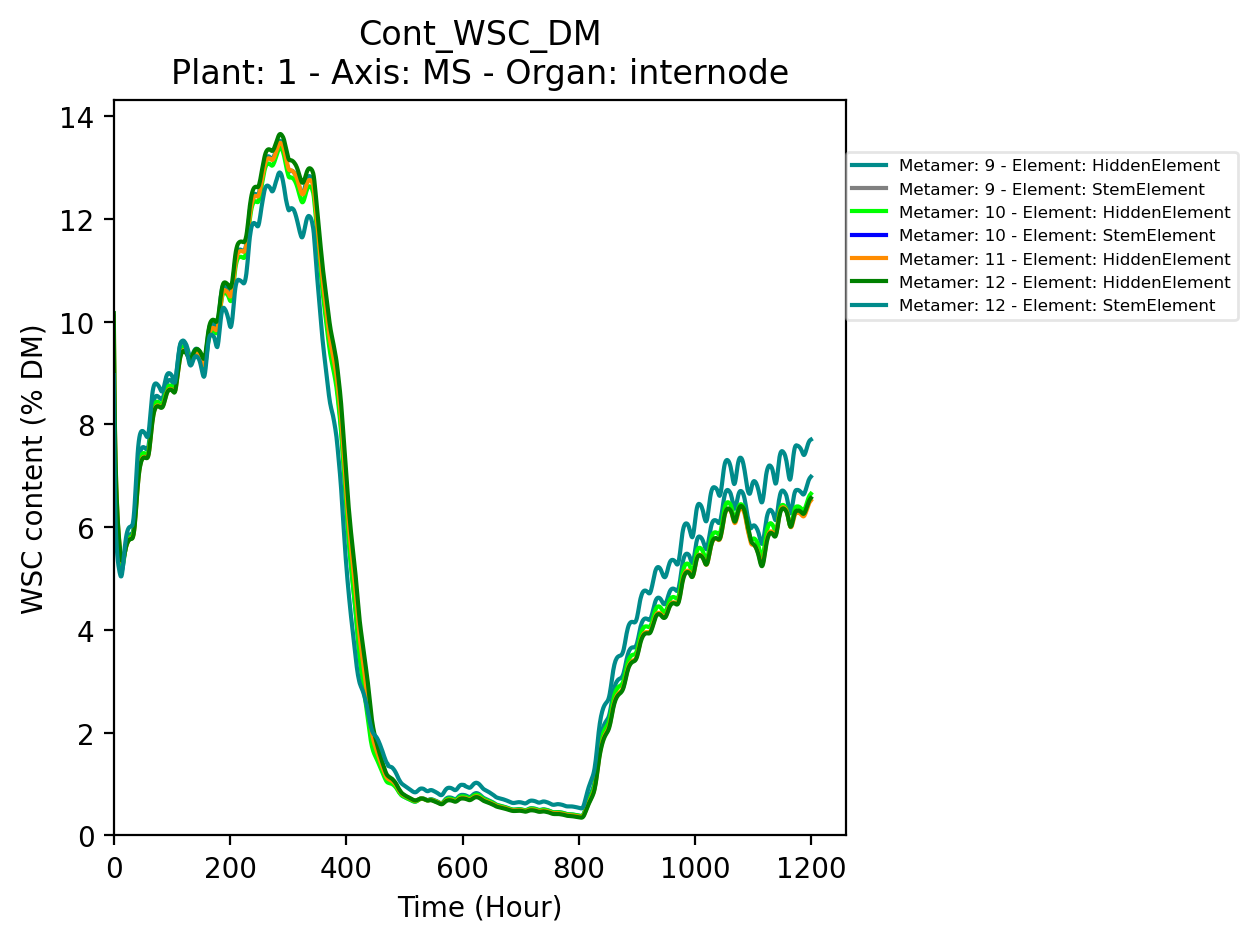 Cont_WSC_DM
Plant: 1 - Axis: MS - Organ: internode
14
12
10
8
6
4
2
0
WSC content (% DM)
0 200 400 600 800 1000 1200
Time (Hour)
Metamer: 9 - Element: HiddenElement
Metamer: 9 - Element: StemElement
Metamer: 10 - Element: HiddenElement
Metamer: 10 - Element: StemElement
Metamer: 11 - Element: HiddenElement
Metamer: 12 - Element: HiddenElement
Metamer: 12 - Element: StemElement